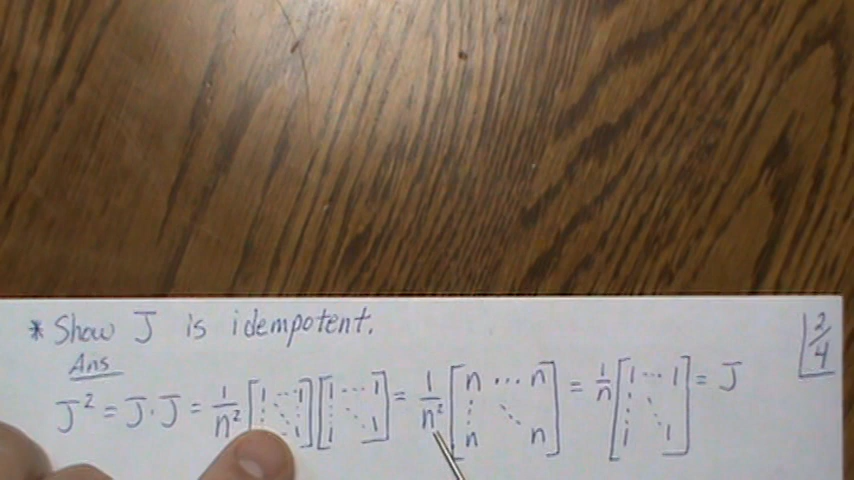 * Show J is idempotent.
2/4
Ans
J² = J·J = 1/n² [1 ··· 1 ⋮ ⋱ 1] [1 ··· 1 ⋮ ⋱ 1 1] = 1/n² [n ··· n ⋮ ⋱ n n] = 1/n [1 ··· 1 ⋮ ⋱ 1 1] = J